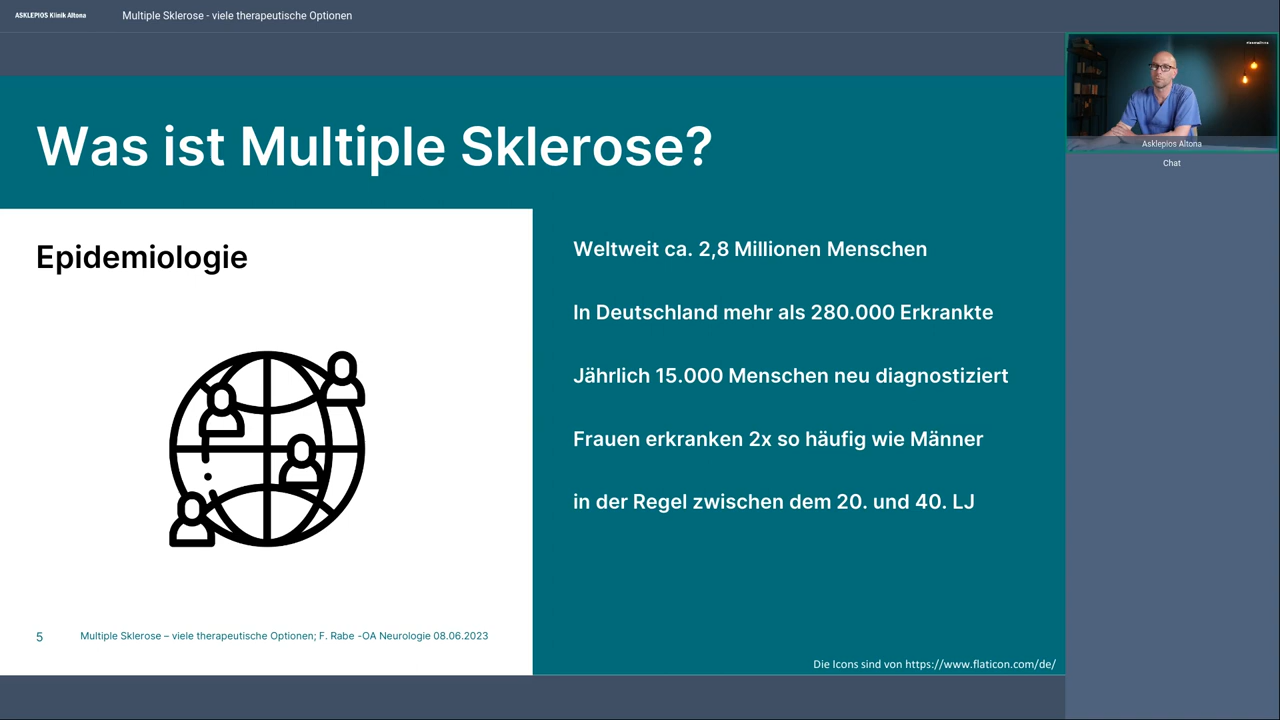 ASKLEPIOS Klinik Altona
Multiple Sklerose - viele therapeutische Optionen
Was ist Multiple Sklerose?
Epidemiologie
Weltweit ca. 2,8 Millionen Menschen
In Deutschland mehr als 280.000 Erkrankte
Jährlich 15.000 Menschen neu diagnostiziert
Frauen erkranken 2x so häufig wie Männer
in der Regel zwischen dem 20. und 40. LJ
5
Multiple Sklerose – viele therapeutische Optionen; F. Rabe -OA Neurologie 08.06.2023
Die Icons sind von https://www.flaticon.com/de/
Asklepios Altona
Chat